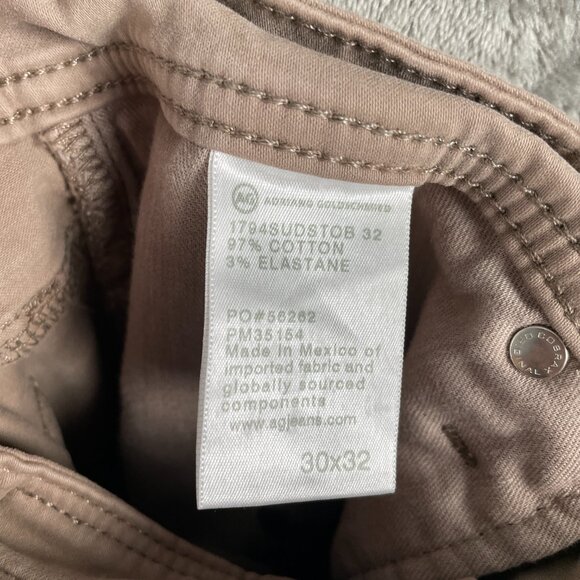 AG ADRIANO GOLDSCHMIED
1794SUDSTOB 32
97% COTTON
3% ELASTANE
PO#56262
PM35154
Made in Mexico of
imported fabric and
globally sourced
components
www.agjeans.com
30x32
COBRAX